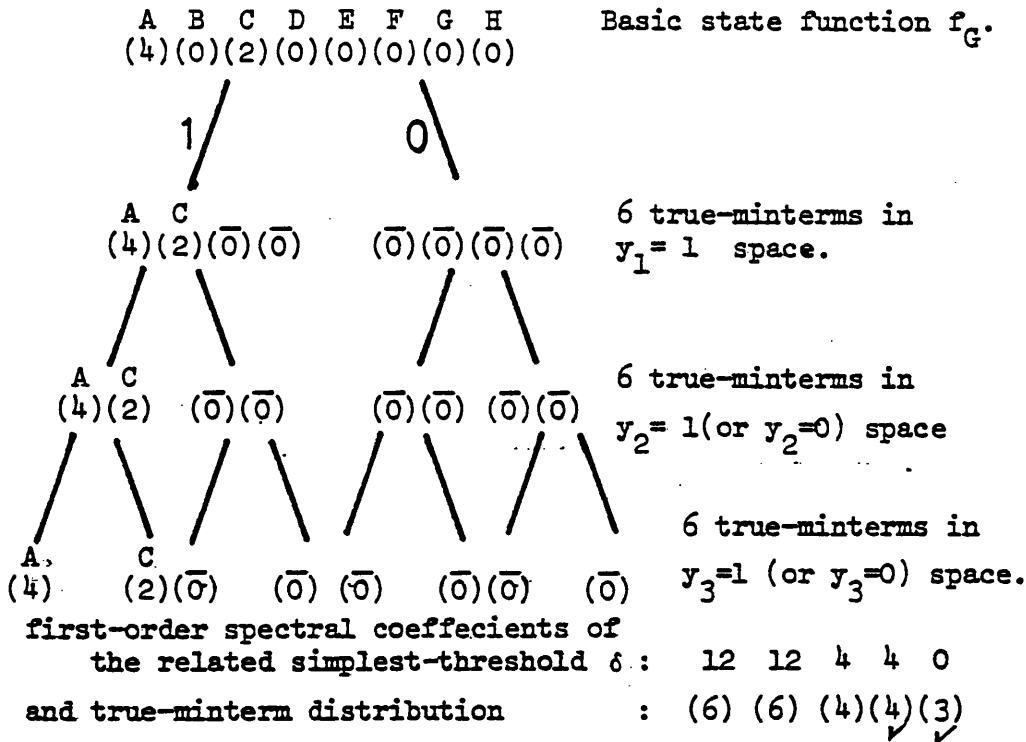 A B C D E F G H
(4)(0)(2)(0)(0)(0)(0)(0)
Basic state function f_G.
1 0
A C
(4)(2)(0̅)(0̅) (0̅)(0̅)(0̅)(0̅)
6 true-minterms in
y_1= 1 space.
A C
(4)(2) (0̅)(0̅) (0̅)(0̅) (0̅)(0̅)
6 true-minterms in
y_2= 1(or y_2=0) space
A C
(4) (2)(0̅) (0̅) (0̅) (0̅)(0̅) (0̅)
6 true-minterms in
y_3=1 (or y_3=0) space.
first-order spectral coeffecients of
the related simplest-threshold δ : 12 12 4 4 0
and true-minterm distribution : (6) (6) (4)(4)(3)
✓ ✓